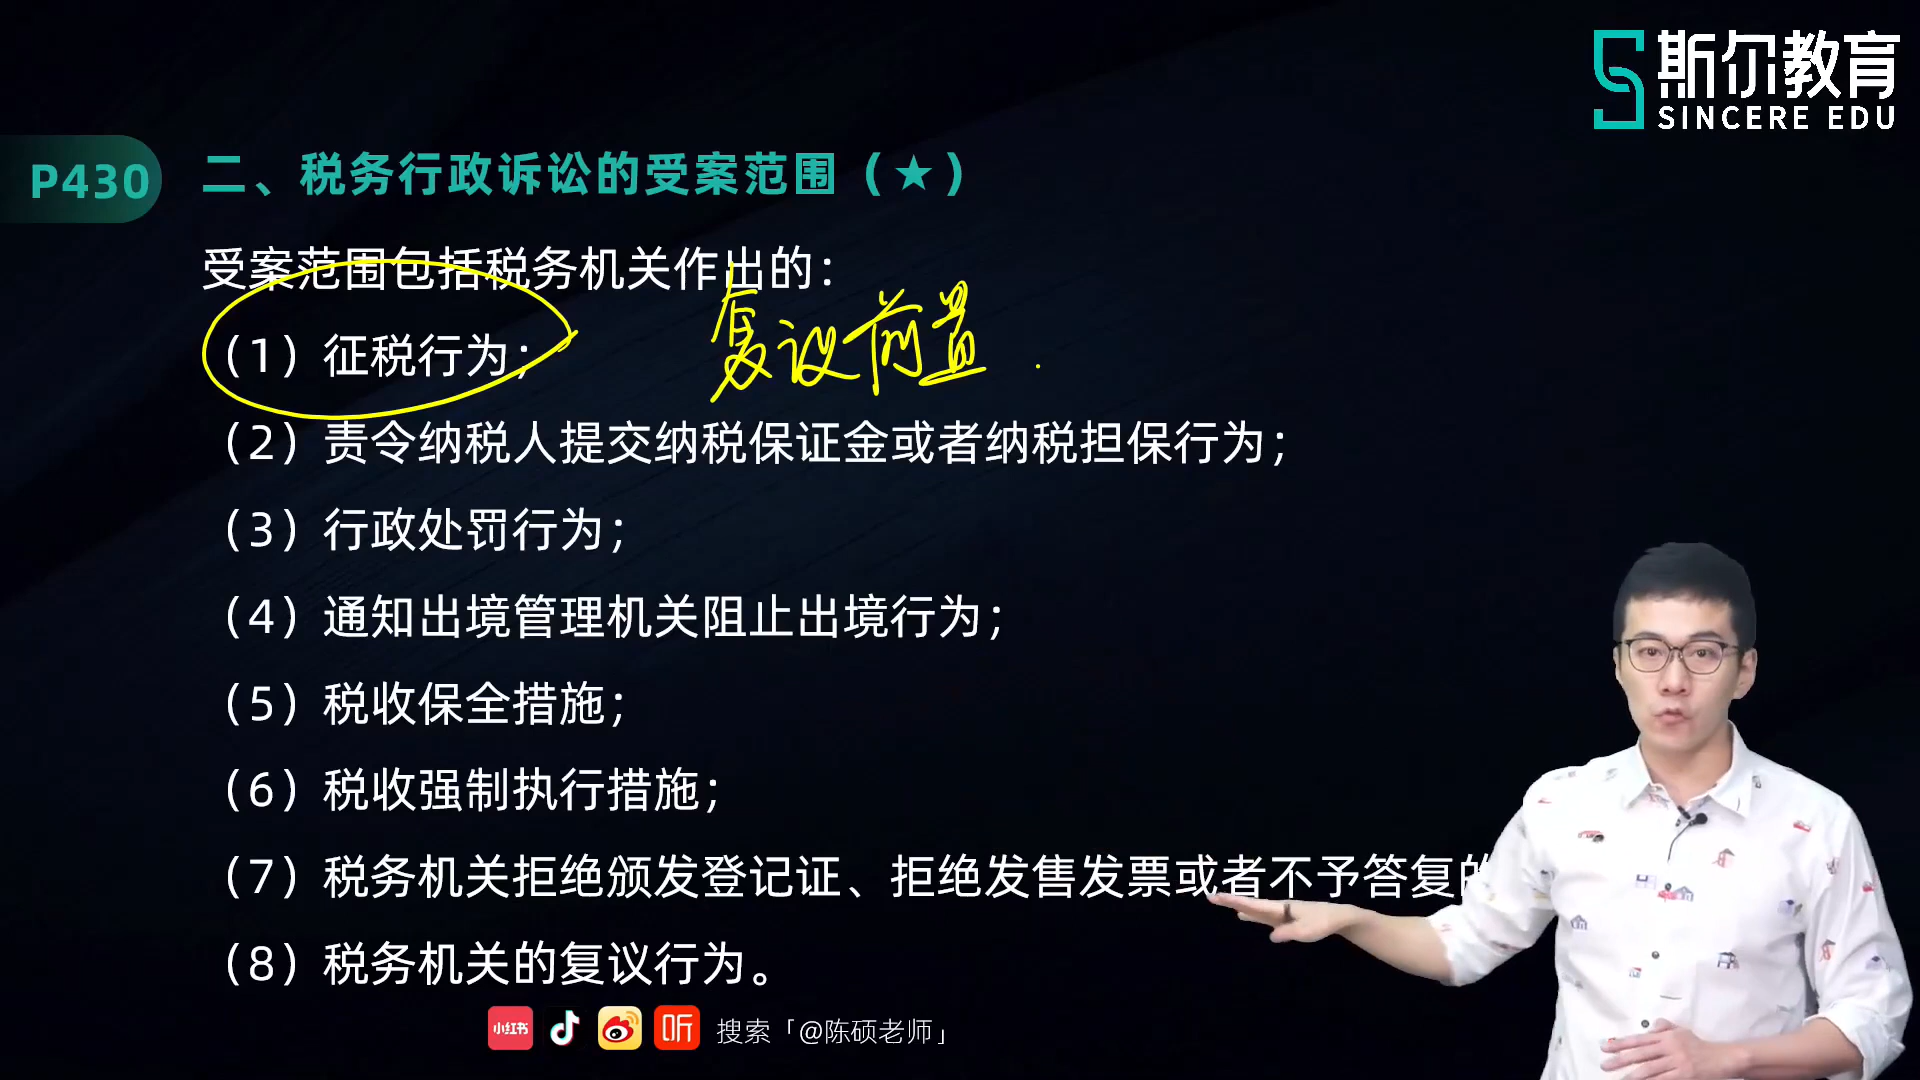 斯尔教育
SINCERE EDU
P430
二、税务行政诉讼的受案范围（★）
受案范围包括税务机关作出的：
（1）征税行为；
复议前置
（2）责令纳税人提交纳税保证金或者纳税担保行为；
（3）行政处罚行为；
（4）通知出境管理机关阻止出境行为；
（5）税收保全措施；
（6）税收强制执行措施；
（7）税务机关拒绝颁发登记证、拒绝发售发票或者不予答复的
（8）税务机关的复议行为。
小红书
听
搜索「@陈硕老师」